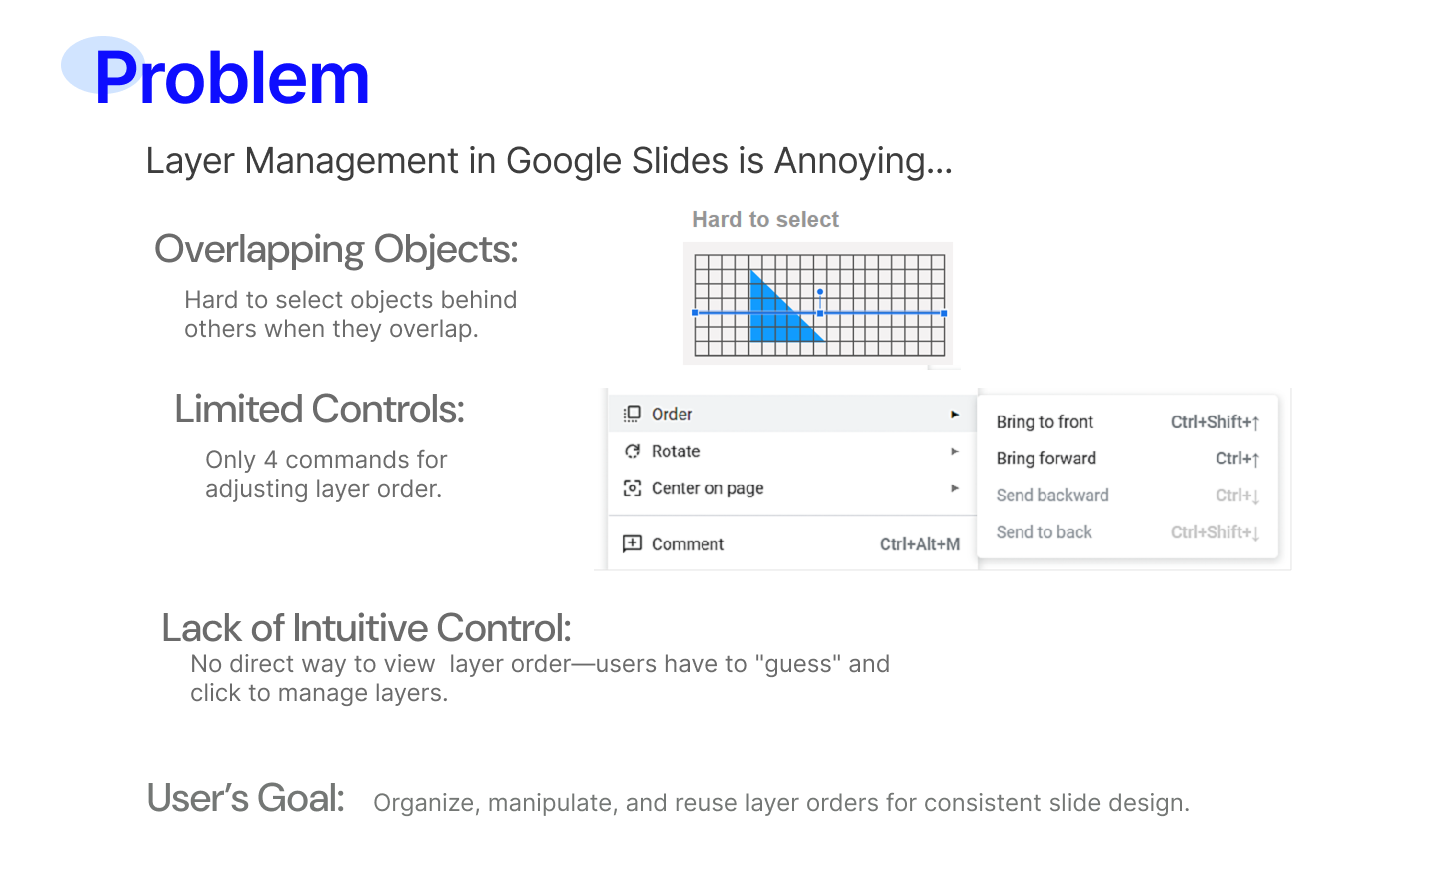 Problem
Layer Management in Google Slides is Annoying...
Hard to select
Overlapping Objects:
Hard to select objects behind
others when they overlap.
Limited Controls:
Only 4 commands for
adjusting layer order.
Order
Rotate
Center on page
Comment Ctrl+Alt+M
Bring to front Ctrl+Shift+↑
Bring forward Ctrl+↑
Send backward Ctrl+↓
Send to back Ctrl+Shift+↓
Lack of Intuitive Control:
No direct way to view layer order—users have to "guess" and
click to manage layers.
User's Goal: Organize, manipulate, and reuse layer orders for consistent slide design.